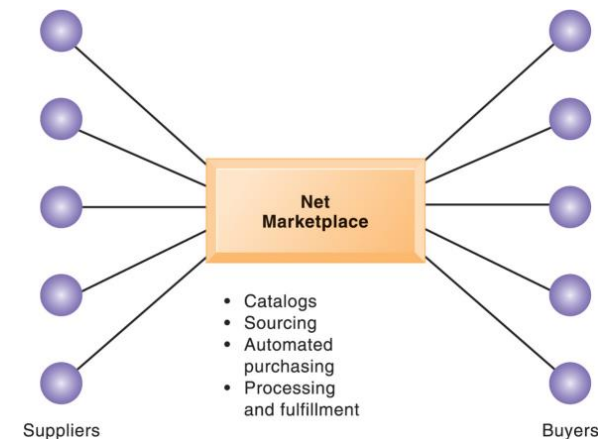 Net
Marketplace
• Catalogs
• Sourcing
• Automated
purchasing
• Processing
and fulfillment
Suppliers
Buyers